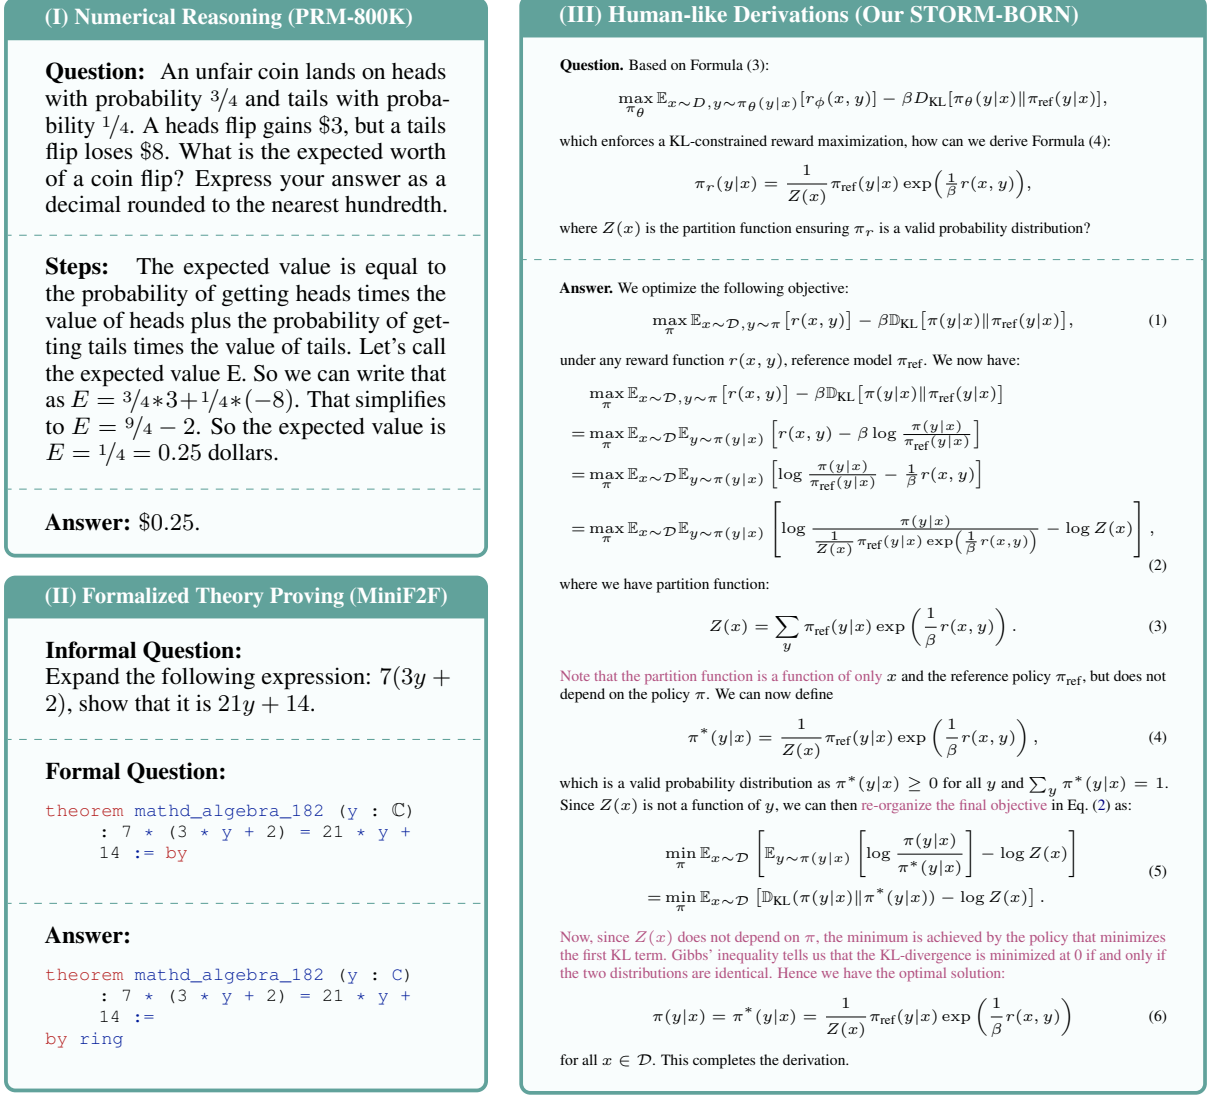 (I) Numerical Reasoning (PRM-800K)
Question: An unfair coin lands on heads
with probability 3/4 and tails with proba-
bility 1/4. A heads flip gains $3, but a tails
flip loses $8. What is the expected worth
of a coin flip? Express your answer as a
decimal rounded to the nearest hundredth.
Steps: The expected value is equal to
the probability of getting heads times the
value of heads plus the probability of get-
ting tails times the value of tails. Let's call
the expected value E. So we can write that
as E = 3/4∗3+1/4∗(−8). That simplifies
to E = 9/4 − 2. So the expected value is
E = 1/4 = 0.25 dollars.
Answer: $0.25.
(II) Formalized Theory Proving (MiniF2F)
Informal Question:
Expand the following expression: 7(3y +
2), show that it is 21y + 14.
Formal Question:
theorem mathd_algebra_182 (y : ℂ)
: 7 * (3 * y + 2) = 21 * y +
14 := by
Answer:
theorem mathd_algebra_182 (y : C)
: 7 * (3 * y + 2) = 21 * y +
14 :=
by ring
(III) Human-like Derivations (Our STORM-BORN)
Question. Based on Formula (3):
max_{π_θ} 𝔼_{x∼D,y∼π_θ(y|x)}[r_ϕ(x, y)] − βD_KL[π_θ(y|x)‖π_ref(y|x)],
which enforces a KL-constrained reward maximization, how can we derive Formula (4):
π_r(y|x) = 1/Z(x) π_ref(y|x) exp(1/β r(x, y)),
where Z(x) is the partition function ensuring π_r is a valid probability distribution?
Answer. We optimize the following objective:
max_π 𝔼_{x∼𝒟,y∼π}[r(x, y)] − β𝔻_KL[π(y|x)‖π_ref(y|x)], (1)
under any reward function r(x, y), reference model π_ref. We now have:
max_π 𝔼_{x∼𝒟,y∼π}[r(x, y)] − β𝔻_KL[π(y|x)‖π_ref(y|x)]
= max_π 𝔼_{x∼𝒟}𝔼_{y∼π(y|x)} [r(x, y) − β log π(y|x)/π_ref(y|x)]
= max_π 𝔼_{x∼𝒟}𝔼_{y∼π(y|x)} [log π(y|x)/π_ref(y|x) − 1/β r(x, y)]
= max_π 𝔼_{x∼𝒟}𝔼_{y∼π(y|x)} [log π(y|x)/(1/Z(x) π_ref(y|x) exp(1/β r(x,y))) − log Z(x)], (2)
where we have partition function:
Z(x) = ∑_y π_ref(y|x) exp(1/β r(x, y)). (3)
Note that the partition function is a function of only x and the reference policy π_ref, but does not
depend on the policy π. We can now define
π*(y|x) = 1/Z(x) π_ref(y|x) exp(1/β r(x, y)), (4)
which is a valid probability distribution as π*(y|x) ≥ 0 for all y and ∑_y π*(y|x) = 1.
Since Z(x) is not a function of y, we can then re-organize the final objective in Eq. (2) as:
min_π 𝔼_{x∼𝒟} [𝔼_{y∼π(y|x)} [log π(y|x)/π*(y|x)] − log Z(x)]
= min_π 𝔼_{x∼𝒟} [𝔻_KL(π(y|x)‖π*(y|x)) − log Z(x)]. (5)
Now, since Z(x) does not depend on π, the minimum is achieved by the policy that minimizes
the first KL term. Gibbs' inequality tells us that the KL-divergence is minimized at 0 if and only if
the two distributions are identical. Hence we have the optimal solution:
π(y|x) = π*(y|x) = 1/Z(x) π_ref(y|x) exp(1/β r(x, y)) (6)
for all x ∈ 𝒟. This completes the derivation.